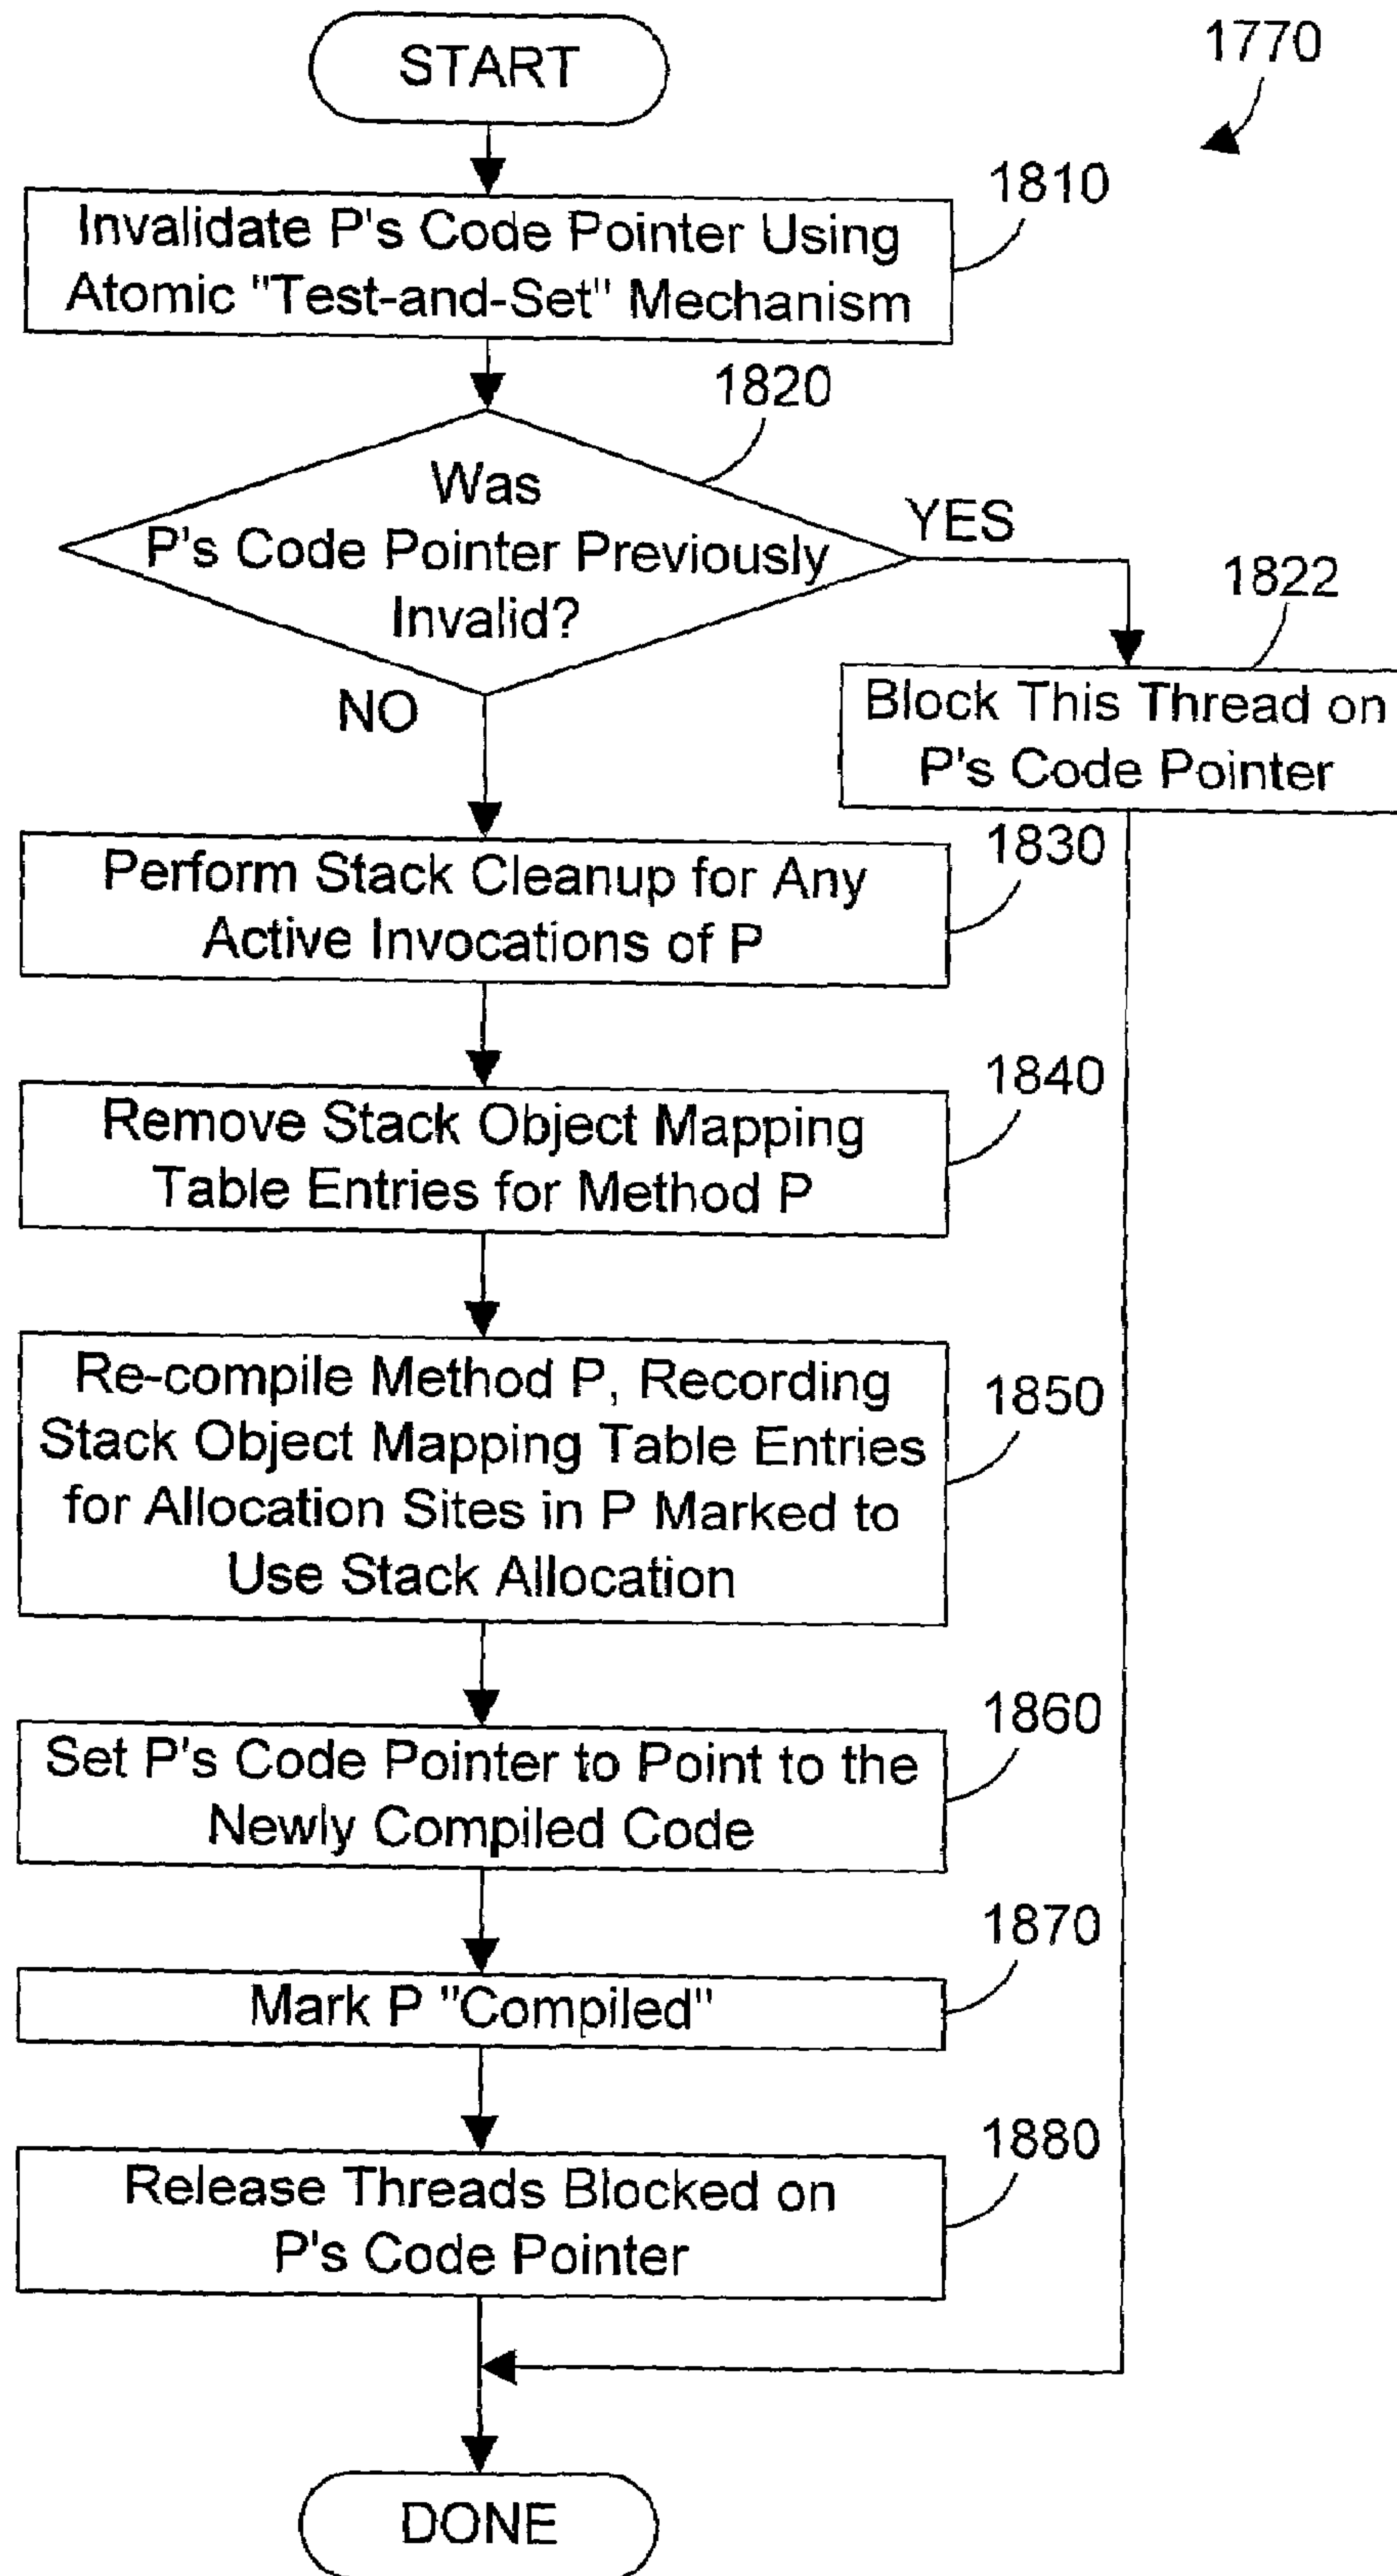 START
1770
1810
Invalidate P's Code Pointer Using
Atomic "Test-and-Set" Mechanism
1820
Was
P's Code Pointer Previously
Invalid?
YES
NO
1822
Block This Thread on
P's Code Pointer
1830
Perform Stack Cleanup for Any
Active Invocations of P
1840
Remove Stack Object Mapping
Table Entries for Method P
1850
Re-compile Method P, Recording
Stack Object Mapping Table Entries
for Allocation Sites in P Marked to
Use Stack Allocation
1860
Set P's Code Pointer to Point to the
Newly Compiled Code
1870
Mark P "Compiled"
1880
Release Threads Blocked on
P's Code Pointer
DONE